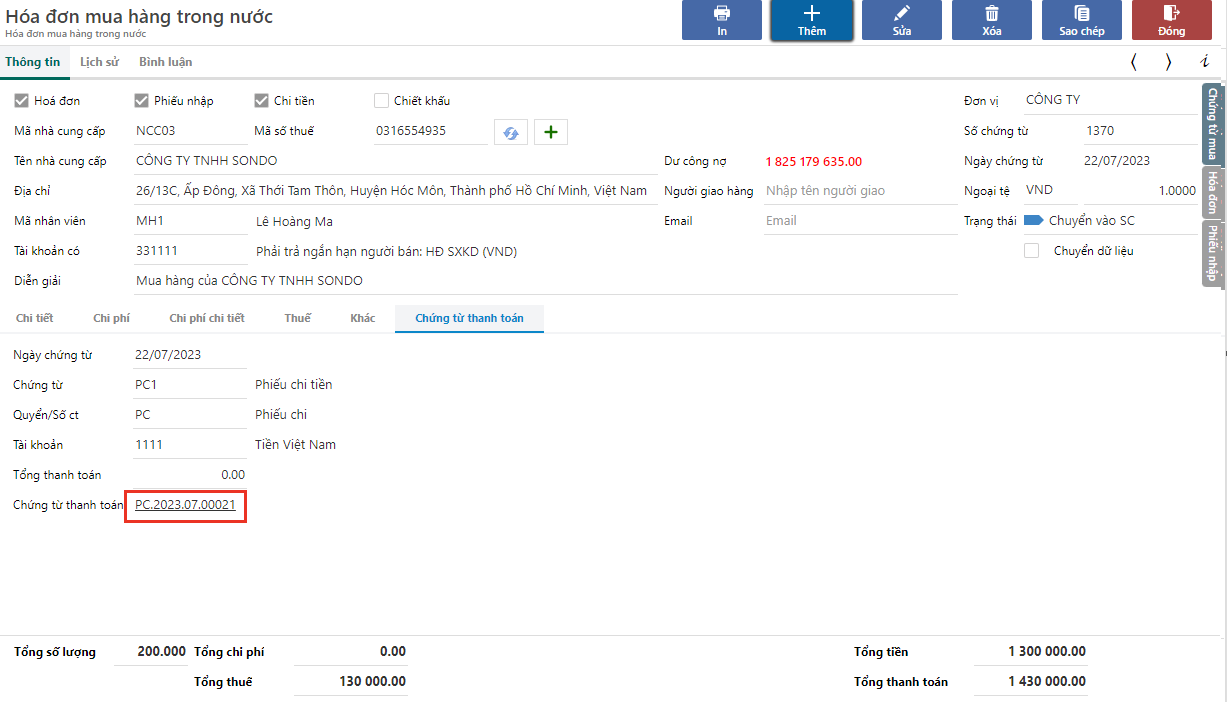 Hóa đơn mua hàng trong nước
Hóa đơn mua hàng trong nước
In Thêm Sửa Xóa Sao chép Đóng
Thông tin Lịch sử Bình luận
Hoá đơn Phiếu nhập Chi tiền Chiết khấu Đơn vị CÔNG TY
Mã nhà cung cấp NCC03 Mã số thuế 0316554935 Số chứng từ 1370
Tên nhà cung cấp CÔNG TY TNHH SONDO Dư công nợ 1 825 179 635.00 Ngày chứng từ 22/07/2023
Địa chỉ 26/13C, Ấp Đông, Xã Thới Tam Thôn, Huyện Hóc Môn, Thành phố Hồ Chí Minh, Việt Nam Người giao hàng Nhập tên người giao Ngoại tệ VND 1.0000
Mã nhân viên MH1 Lê Hoàng Ma Email Email Trạng thái Chuyển vào SC
Tài khoản có 331111 Phải trả ngắn hạn người bán: HĐ SXKD (VND) Chuyển dữ liệu
Diễn giải Mua hàng của CÔNG TY TNHH SONDO
Chứng từ mua
Hóa đơn
Phiếu nhập
Chi tiết Chi phí Chi phí chi tiết Thuế Khác Chứng từ thanh toán
Ngày chứng từ 22/07/2023
Chứng từ PC1 Phiếu chi tiền
Quyển/Số ct PC Phiếu chi
Tài khoản 1111 Tiền Việt Nam
Tổng thanh toán 0.00
Chứng từ thanh toán PC.2023.07.00021
Tổng số lượng 200.000 Tổng chi phí 0.00 Tổng tiền 1 300 000.00
Tổng thuế 130 000.00 Tổng thanh toán 1 430 000.00